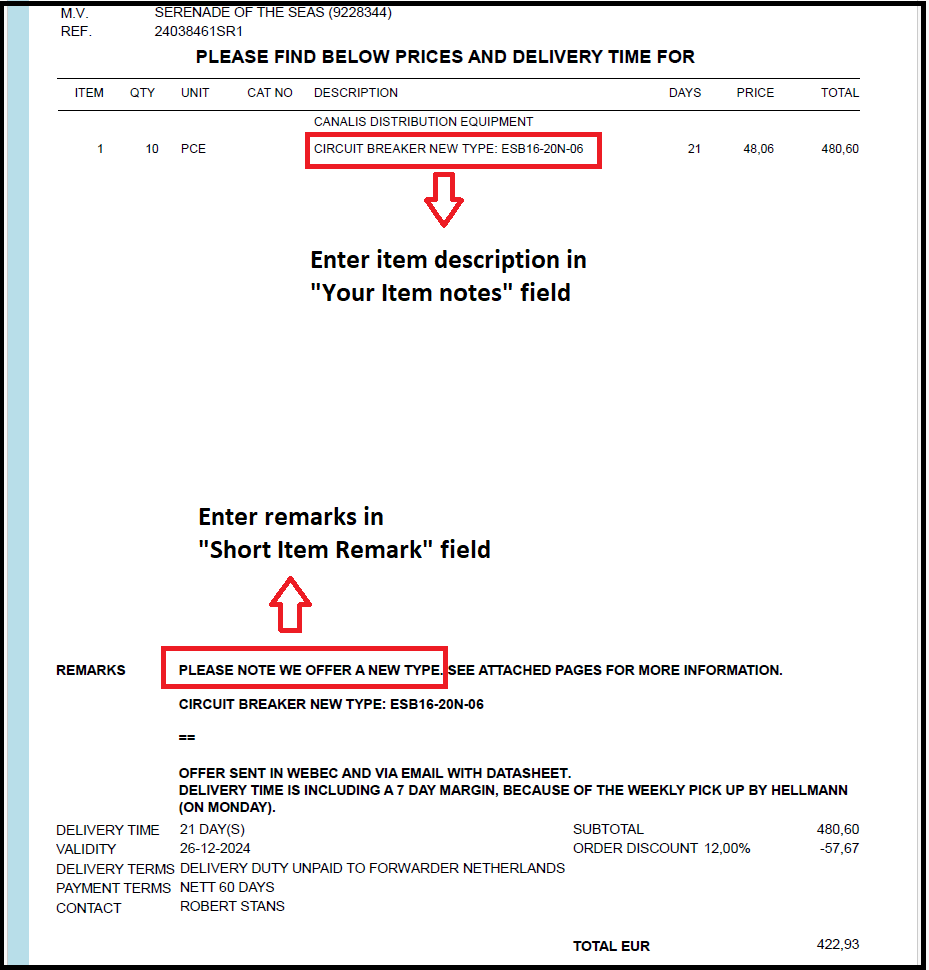 M.V. SERENADE OF THE SEAS (9228344)
REF. 24038461SR1
PLEASE FIND BELOW PRICES AND DELIVERY TIME FOR
ITEM QTY UNIT CAT NO DESCRIPTION DAYS PRICE TOTAL
CANALIS DISTRIBUTION EQUIPMENT
1 10 PCE CIRCUIT BREAKER NEW TYPE: ESB16-20N-06 21 48,06 480,60
Enter item description in
"Your Item notes" field
Enter remarks in
"Short Item Remark" field
REMARKS PLEASE NOTE WE OFFER A NEW TYPE. SEE ATTACHED PAGES FOR MORE INFORMATION.
CIRCUIT BREAKER NEW TYPE: ESB16-20N-06
==
OFFER SENT IN WEBEC AND VIA EMAIL WITH DATASHEET.
DELIVERY TIME IS INCLUDING A 7 DAY MARGIN, BECAUSE OF THE WEEKLY PICK UP BY HELLMANN
(ON MONDAY).
DELIVERY TIME 21 DAY(S) SUBTOTAL 480,60
VALIDITY 26-12-2024 ORDER DISCOUNT 12,00% -57,67
DELIVERY TERMS DELIVERY DUTY UNPAID TO FORWARDER NETHERLANDS
PAYMENT TERMS NETT 60 DAYS
CONTACT ROBERT STANS
TOTAL EUR 422,93